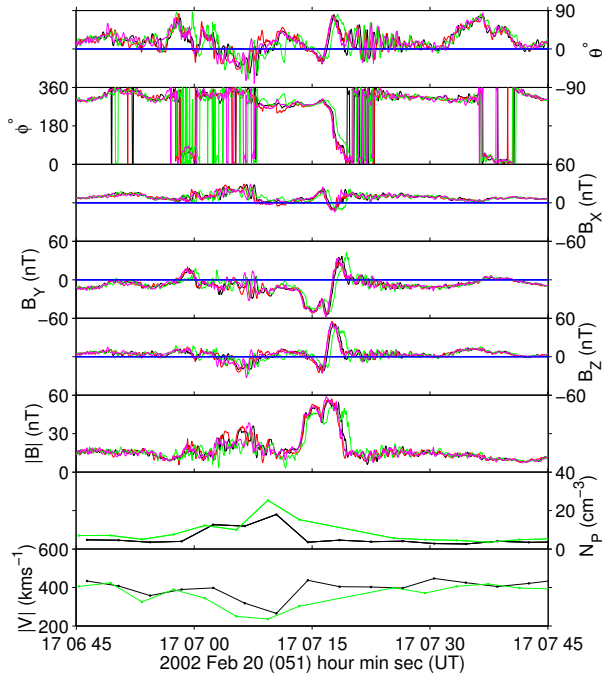 90
0
−90
θ°
360
180
0
φ°
60
0
−60
B_X (nT)
60
0
−60
B_Y (nT)
60
0
−60
B_Z (nT)
60
30
0
|B| (nT)
40
20
0
N_P (cm⁻³)
600
400
200
|V| (kms⁻¹)
17 06 45 17 07 00 17 07 15 17 07 30 17 07 45
2002 Feb 20 (051) hour min sec (UT)